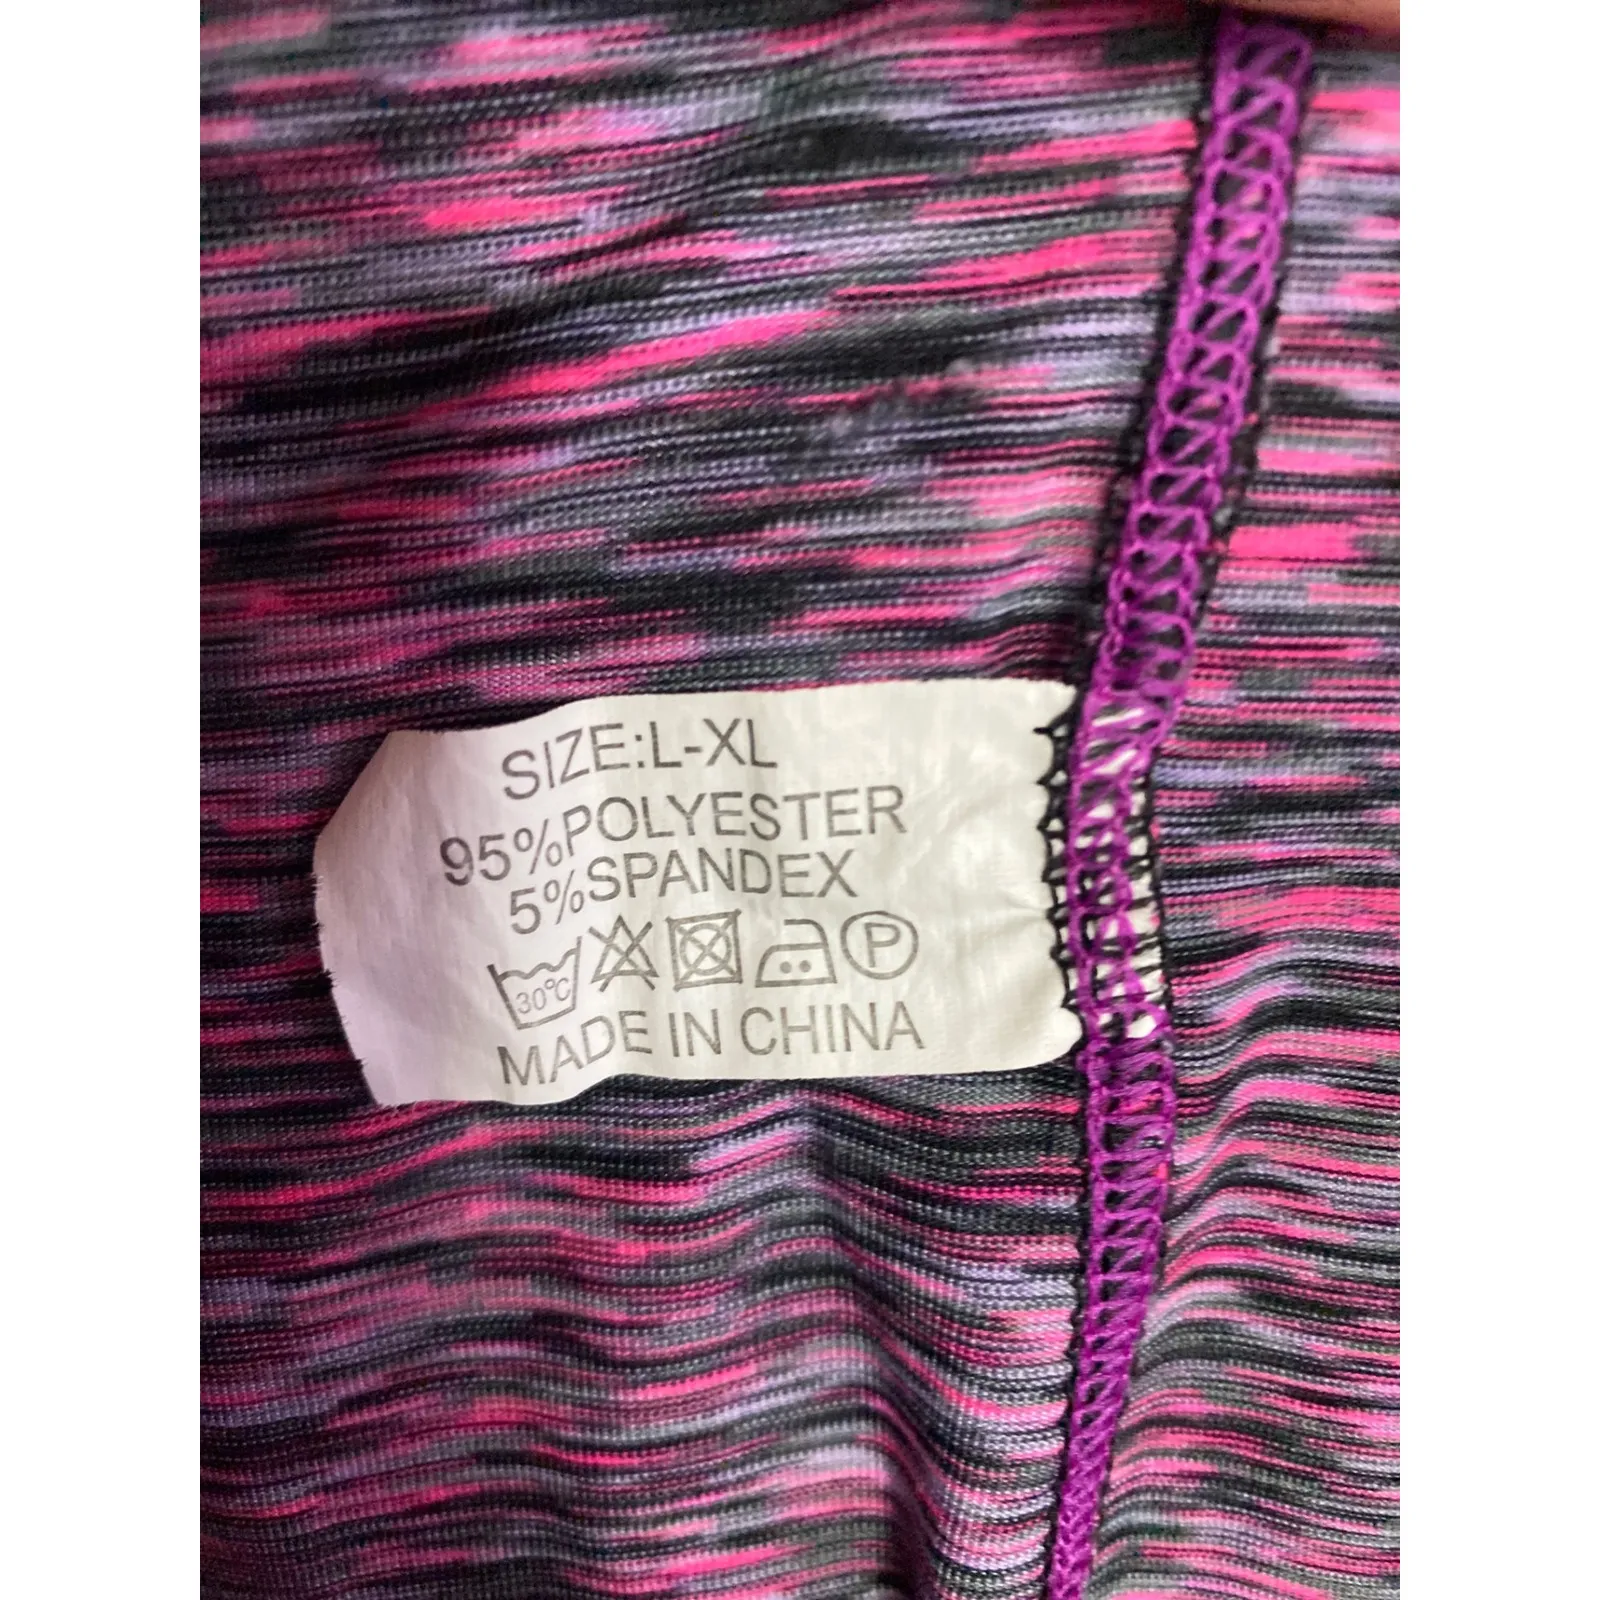 SIZE:L-XL
95%POLYESTER
5%SPANDEX
30°C P
MADE IN CHINA